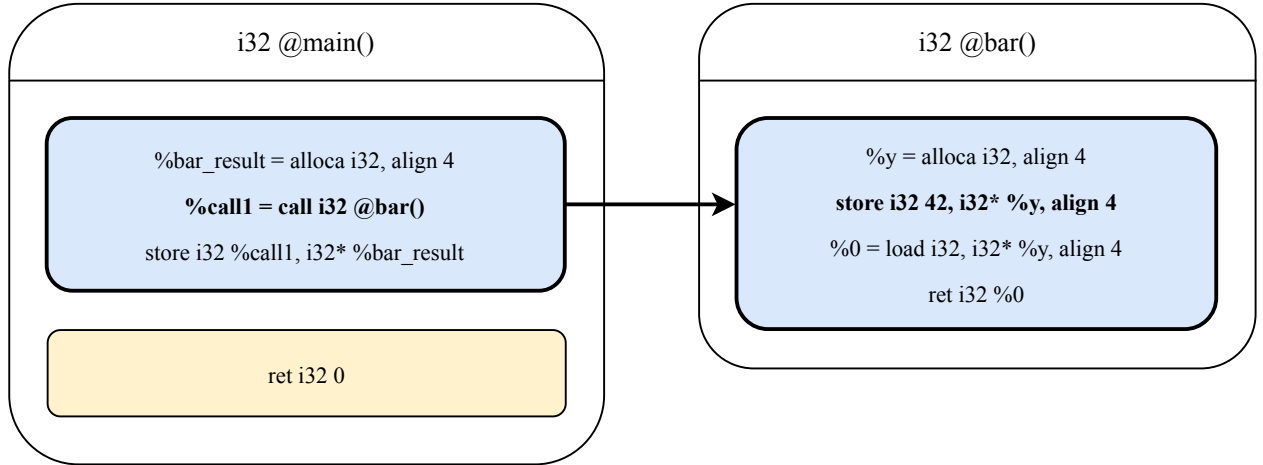 i32 @main()
%bar_result = alloca i32, align 4
%call1 = call i32 @bar()
store i32 %call1, i32* %bar_result
ret i32 0
i32 @bar()
%y = alloca i32, align 4
store i32 42, i32* %y, align 4
%0 = load i32, i32* %y, align 4
ret i32 %0